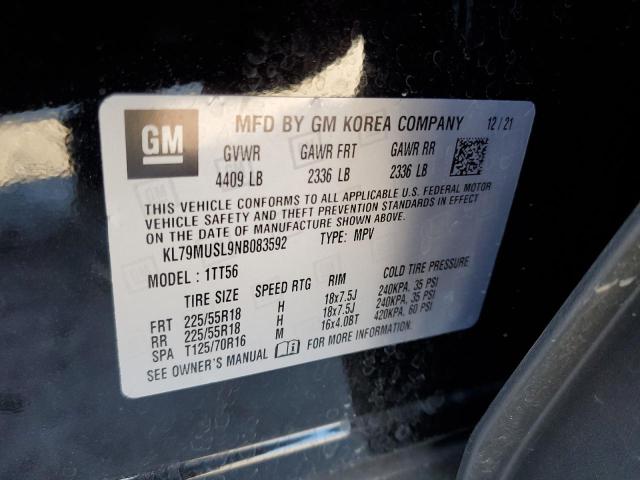 GM
MFD BY GM KOREA COMPANY 12/21
GVWR GAWR FRT GAWR RR
4409 LB 2336 LB 2336 LB
THIS VEHICLE CONFORMS TO ALL APPLICABLE U.S. FEDERAL MOTOR
VEHICLE SAFETY AND THEFT PREVENTION STANDARDS IN EFFECT
ON THE DATE OF MANUFACTURE SHOWN ABOVE.
KL79MUSL9NB083592 TYPE: MPV
MODEL: 1TT56
TIRE SIZE SPEED RTG RIM COLD TIRE PRESSURE
FRT 225/55R18 H 18x7.5J 240KPA, 35 PSI
RR 225/55R18 H 18x7.5J 240KPA, 35 PSI
SPA T125/70R16 M 16x4.0BT 420KPA, 60 PSI
SEE OWNER'S MANUAL FOR MORE INFORMATION.